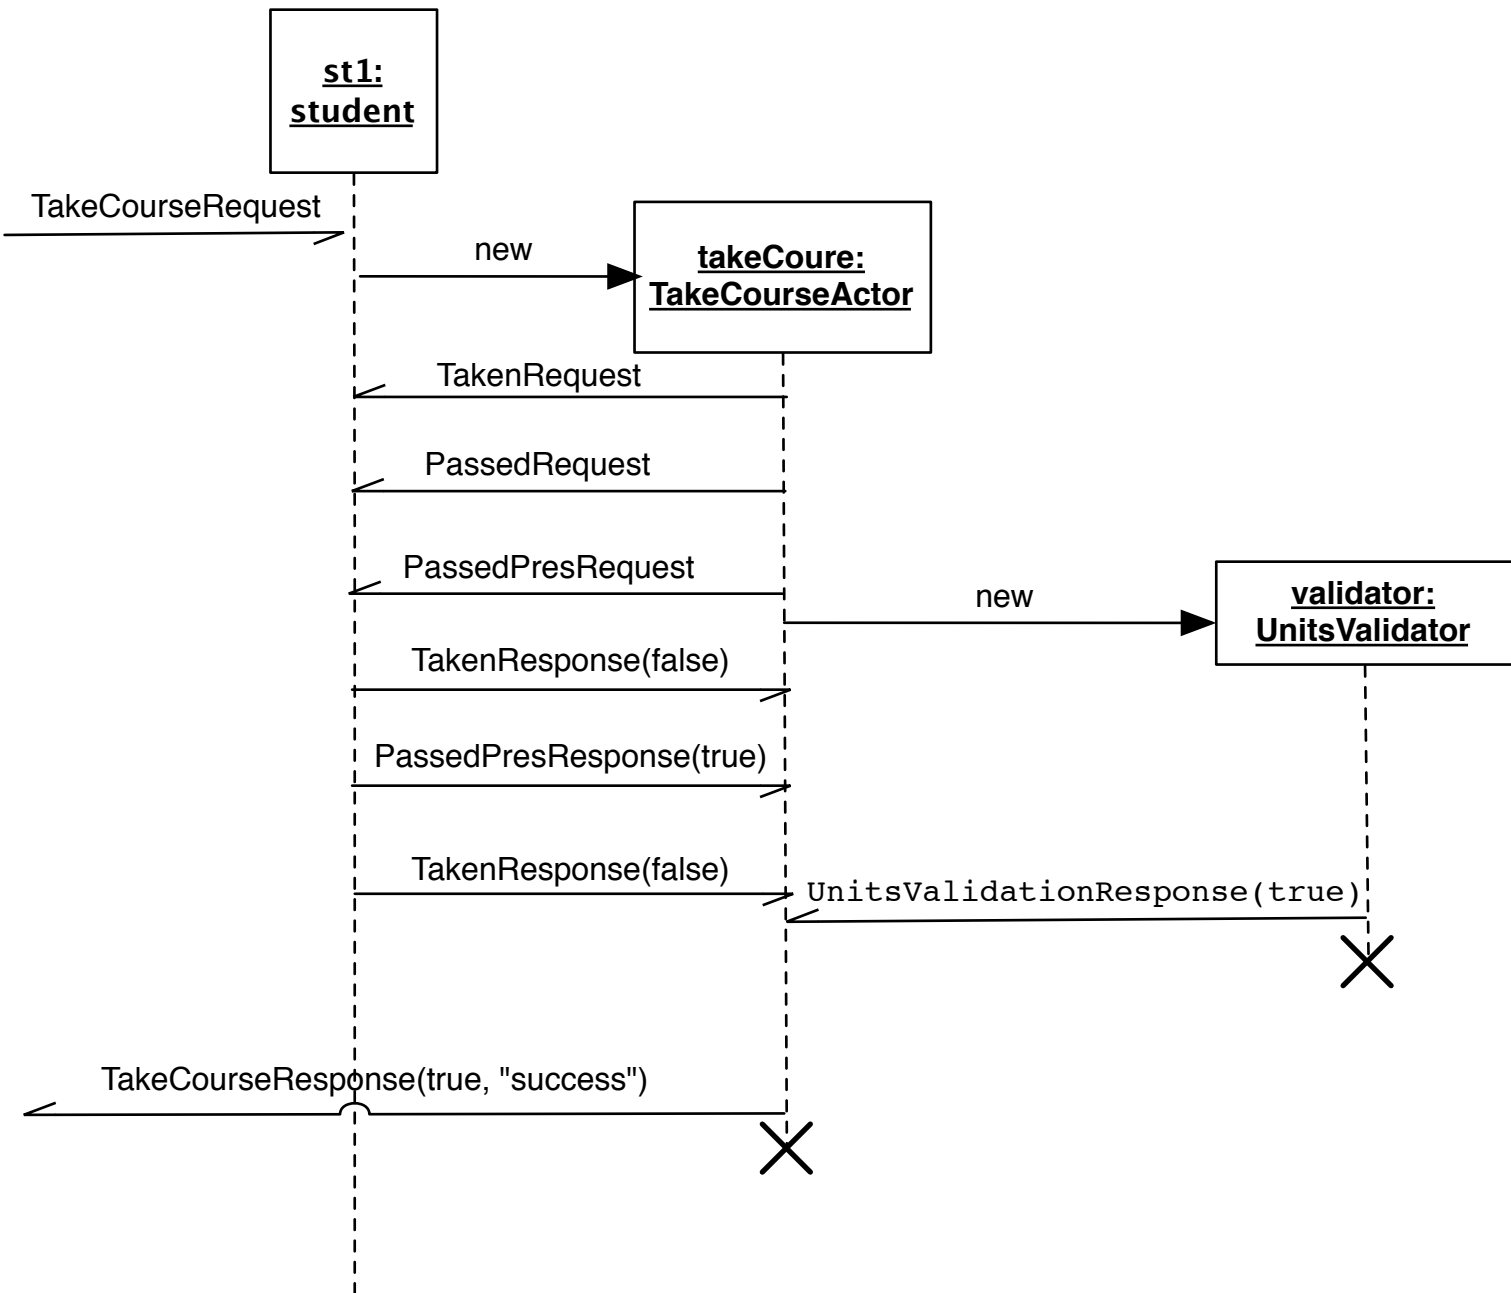 st1:
student
TakeCourseRequest
new
takeCoure:
TakeCourseActor
TakenRequest
PassedRequest
PassedPresRequest
new
validator:
UnitsValidator
TakenResponse(false)
PassedPresResponse(true)
TakenResponse(false)
UnitsValidationResponse(true)
TakeCourseResponse(true, "success")